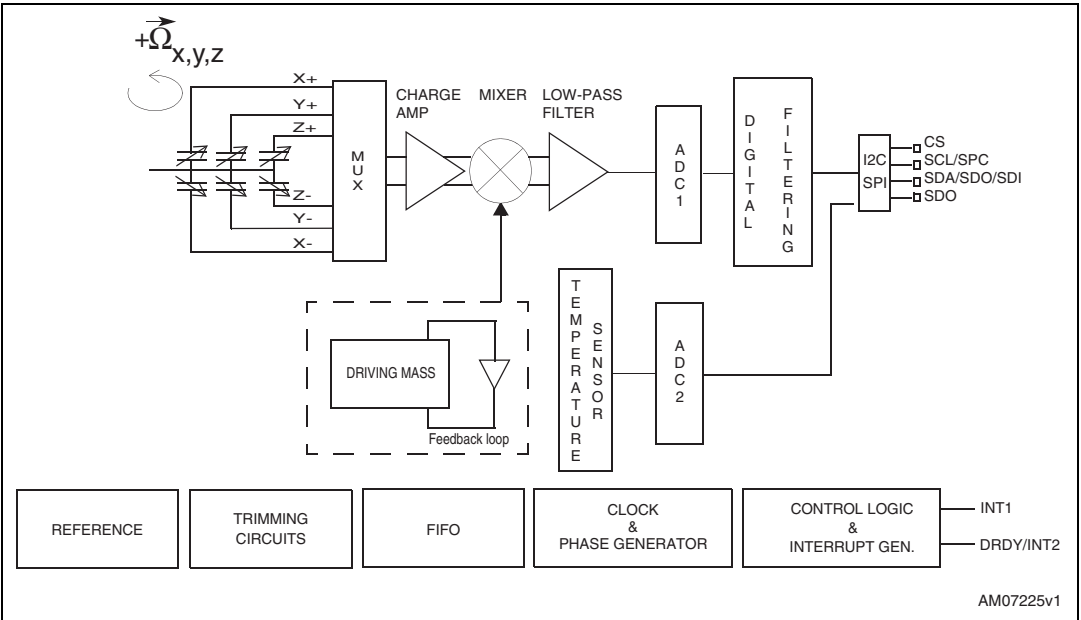 +Ω x,y,z
X+
Y+
Z+
Z-
Y-
X-
MUX
CHARGE
AMP
MIXER
LOW-PASS
FILTER
ADC1
DIGITAL
FILTERING
I2C
SPI
CS
SCL/SPC
SDA/SDO/SDI
SDO
DRIVING MASS
Feedback loop
TEMPERATURE
SENSOR
ADC2
REFERENCE
TRIMMING
CIRCUITS
FIFO
CLOCK
&
PHASE GENERATOR
CONTROL LOGIC
&
INTERRUPT GEN.
INT1
DRDY/INT2
AM07225v1